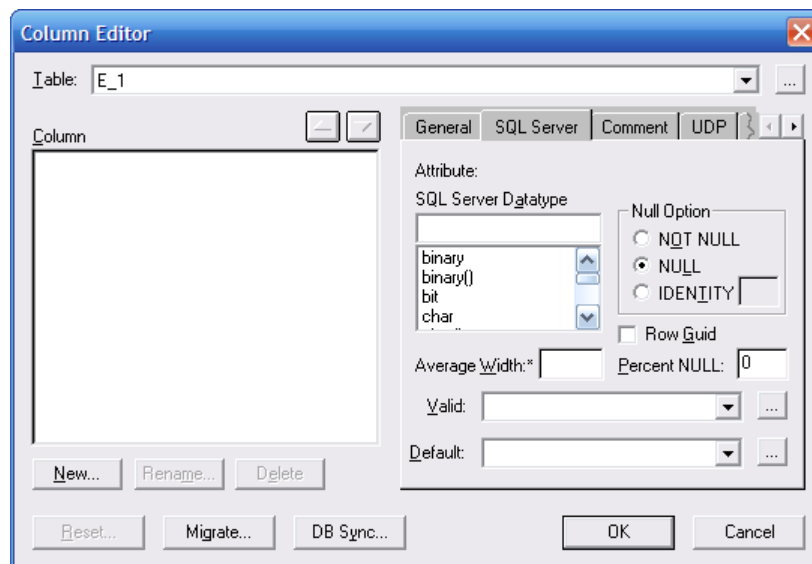 Column Editor
Table: E_1 ...
Column
General SQL Server Comment UDP
Attribute:
SQL Server Datatype
binary
binary()
bit
char
Null Option
NOT NULL
NULL
IDENTITY
Row Guid
Average Width:* Percent NULL: 0
Valid: ...
Default: ...
New... Rename... Delete
Reset... Migrate... DB Sync... OK Cancel